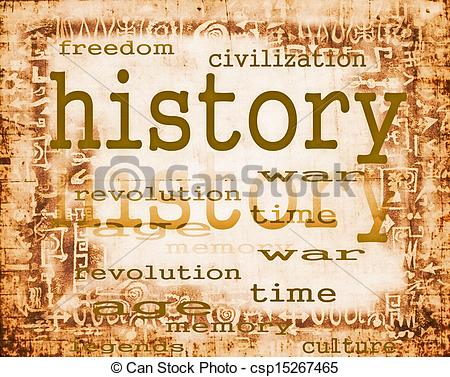 freedom
civilization
history
war
history
revolution
time
age
memory
war
revolution
time
age
memory
legends
culture
© Can Stock Photo - csp15267465